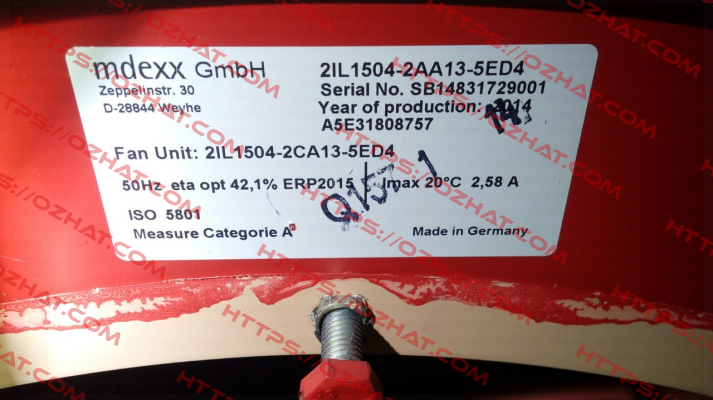 mdexx GmbH
Zeppelinstr. 30
D-28844 Weyhe
2IL1504-2AA13-5ED4
Serial No. SB14831729001
Year of production: 2014
A5E31808757
Fan Unit: 2IL1504-2CA13-5ED4
50Hz eta opt 42,1% ERP2015 Imax 20°C 2,58 A
ISO 5801
Measure Categorie A
Made in Germany
HTTPS://OZHAT.COM